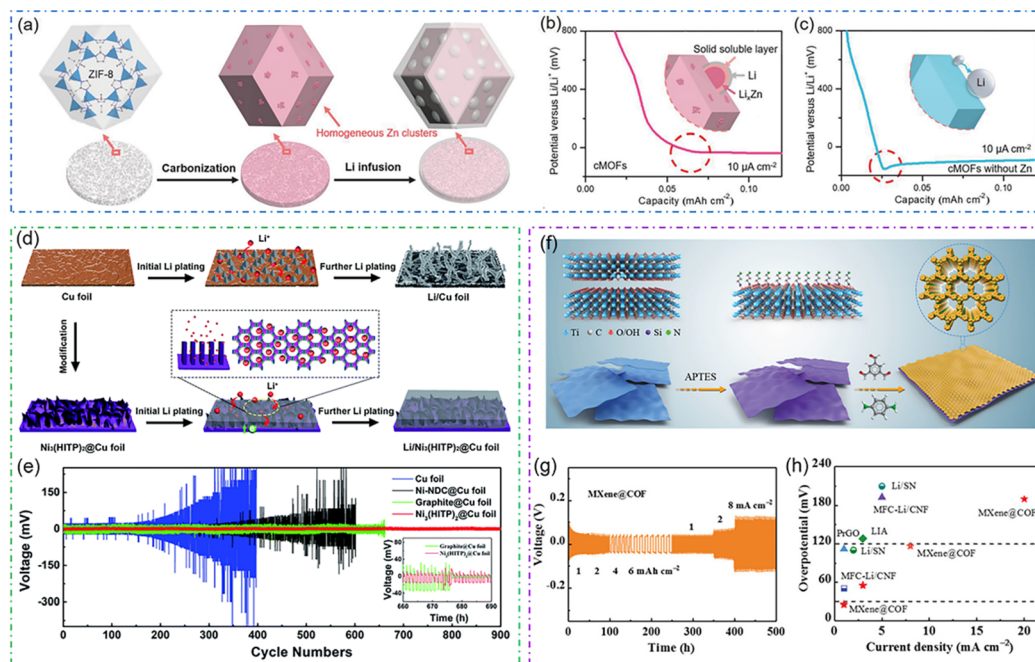 (a)
ZIF-8
Homogeneous Zn clusters
Carbonization
Li infusion
(b)
Potential versus Li/Li⁺ (mV)
800
400
0
Solid soluble layer
Li
LiₓZn
cMOFs
10 μA cm⁻²
0.00
0.05
0.10
Capacity (mAh cm⁻²)
(c)
Potential versus Li/Li⁺ (mV)
800
400
0
Li
10 μA cm⁻²
cMOFs without Zn
0.00
0.05
0.10
Capacity (mAh cm⁻²)
(d)
Li⁺
Initial Li plating
Further Li plating
Cu foil
Li/Cu foil
Modification
Li⁺
Initial Li plating
Further Li plating
Ni₃(HITP)₂@Cu foil
Li/Ni₃(HITP)₂@Cu foil
(e)
Voltage (mV)
150
0
-150
-300
Cu foil
Ni-NDC@Cu foil
Graphite@Cu foil
Ni₃(HITP)₂@Cu foil
Graphite@Cu foil
Ni₃(HITP)₂@Cu foil
Voltage (mV)
80
40
0
-40
660 670 680 690
Time (h)
0 100 200 300 400 500 600 700 800 900
Cycle Numbers
(f)
Ti C O/OH Si N
APTES
(g)
Voltage (V)
0.2
0.0
-0.2
MXene@COF
8 mA cm⁻²
2
1
1 2 4 6 mAh cm⁻²
0 100 200 300 400 500
Time (h)
(h)
Overpotential (mV)
240
180
120
60
0
Li/SN
MFC-Li/CNF
MXene@COF
PrGO
LIA
Li/SN
MXene@COF
MFC-Li/CNF
MXene@COF
0 5 10 15 20
Current density (mA cm⁻²)